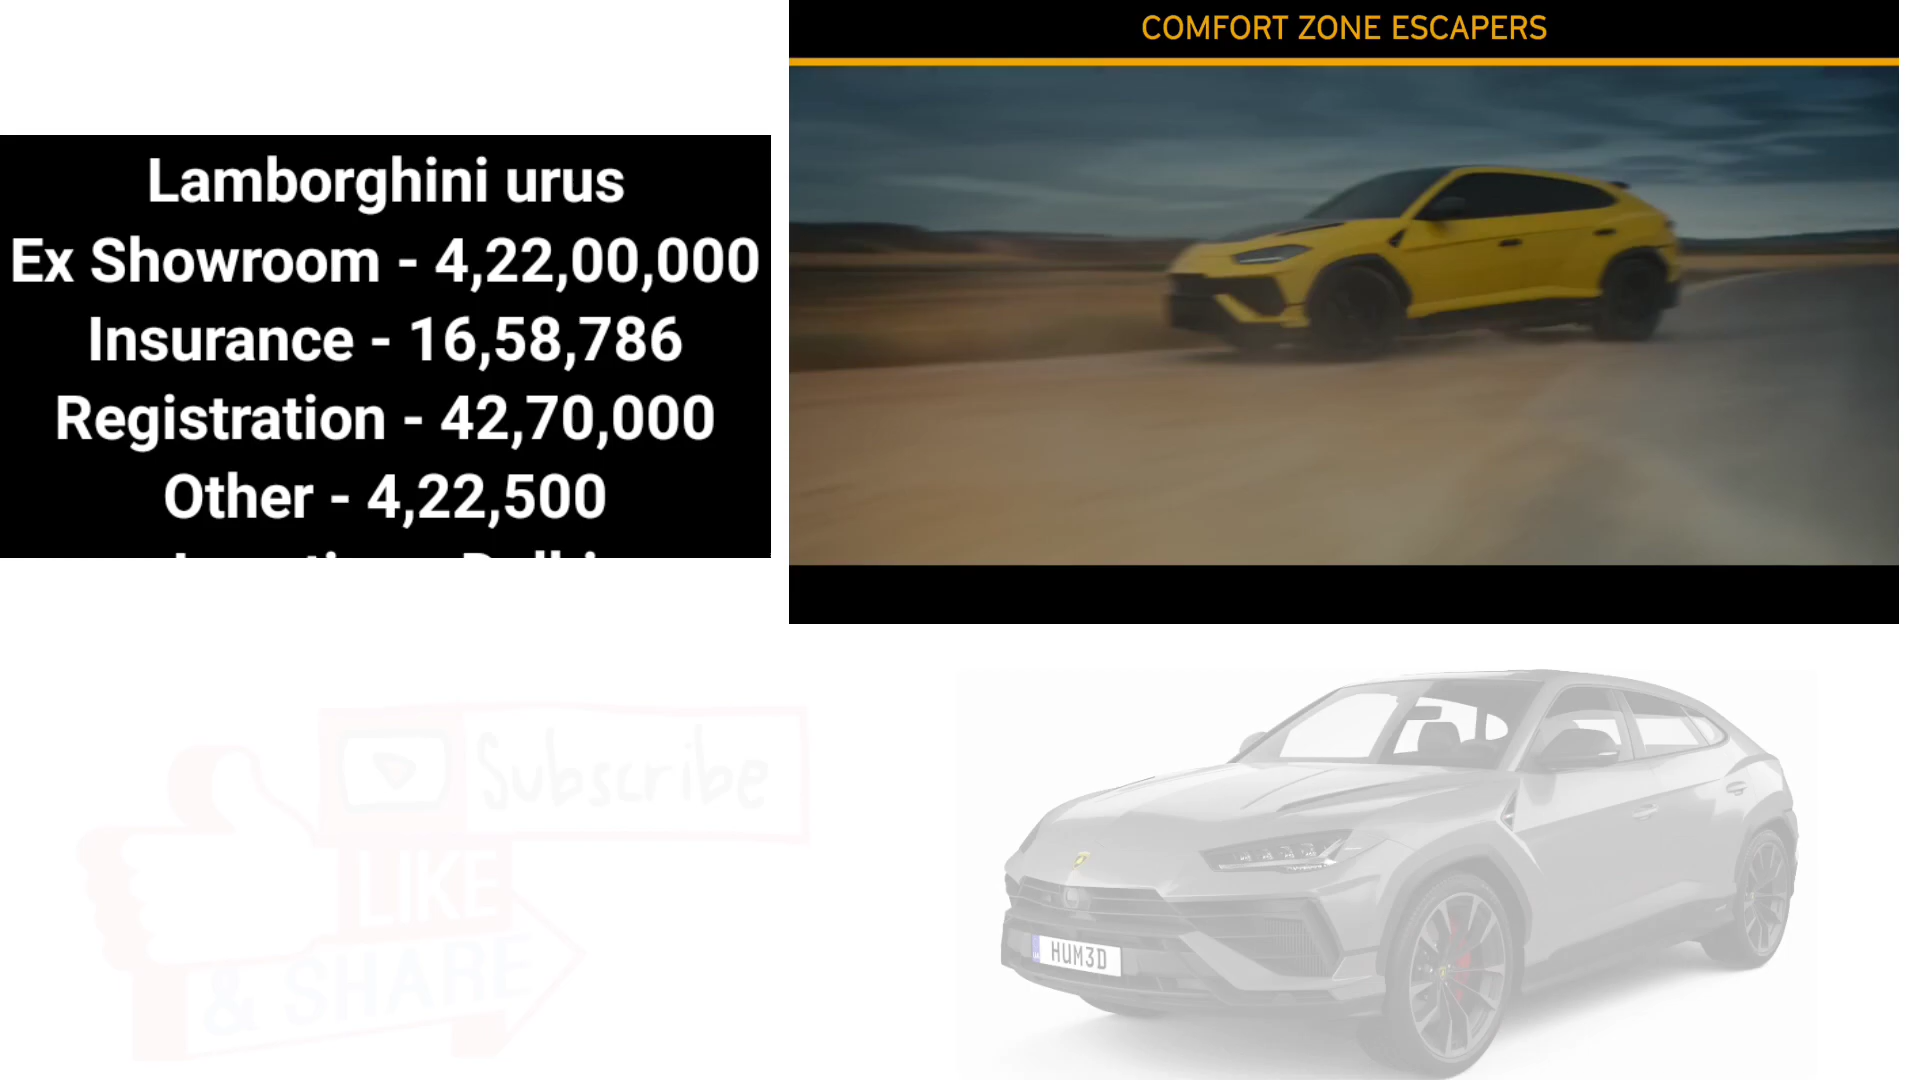 COMFORT ZONE ESCAPERS
Lamborghini urus
Ex Showroom - 4,22,00,000
Insurance - 16,58,786
Registration - 42,70,000
Other - 4,22,500
Subscribe
LIKE
& SHARE
HUM3D